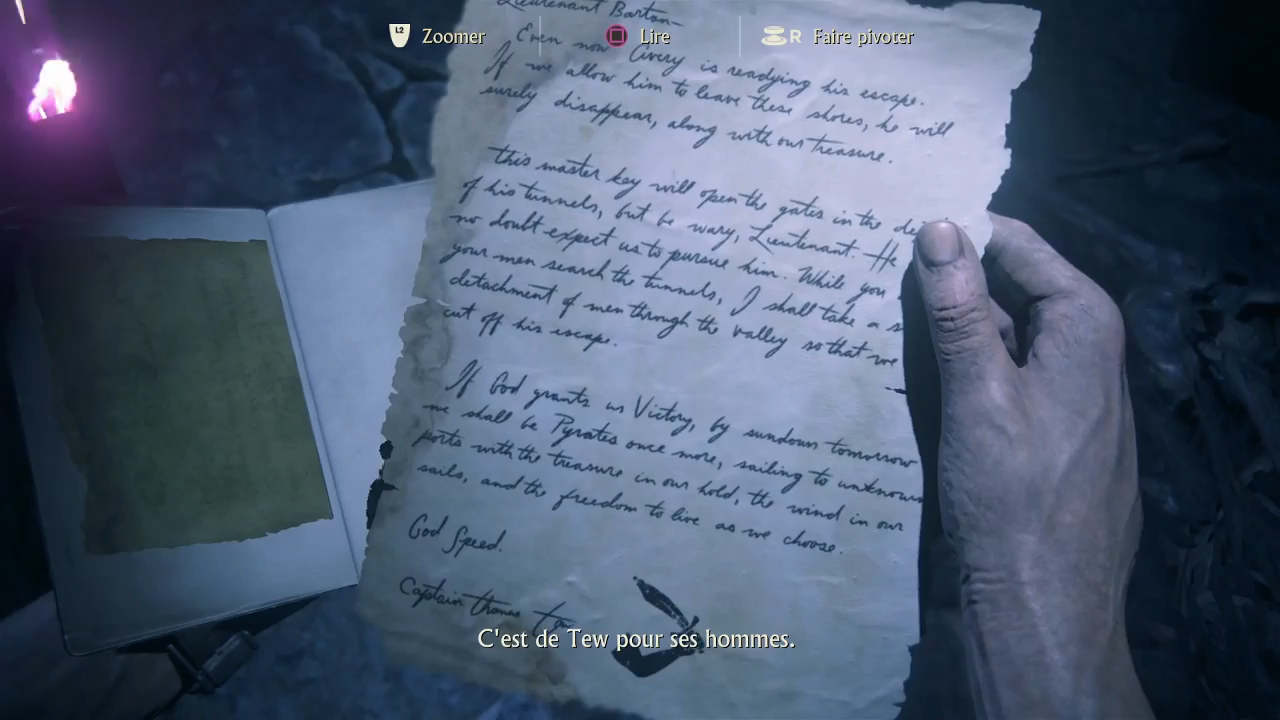 L2 Zoomer
Lire
R Faire pivoter
Lieutenant Barton
Even now Avery is readying his escape.
If we allow him to leave these shores, he will
surely disappear, along with our treasure.
this master key will open the gates in the
of his tunnels, but be wary, Lieutenant. He
no doubt expect us to pursue him. While you
your men search the tunnels, I shall take a
detachment of men through the valley so that we
cut off his escape.
If God grants us Victory, by sundown tomorrow
we shall be Pyrates once more, sailing to unknown
ports with the treasure in our hold, the wind in our
sails, and the freedom to live as we choose.
God Speed.
Captain thomas
C'est de Tew pour ses hommes.